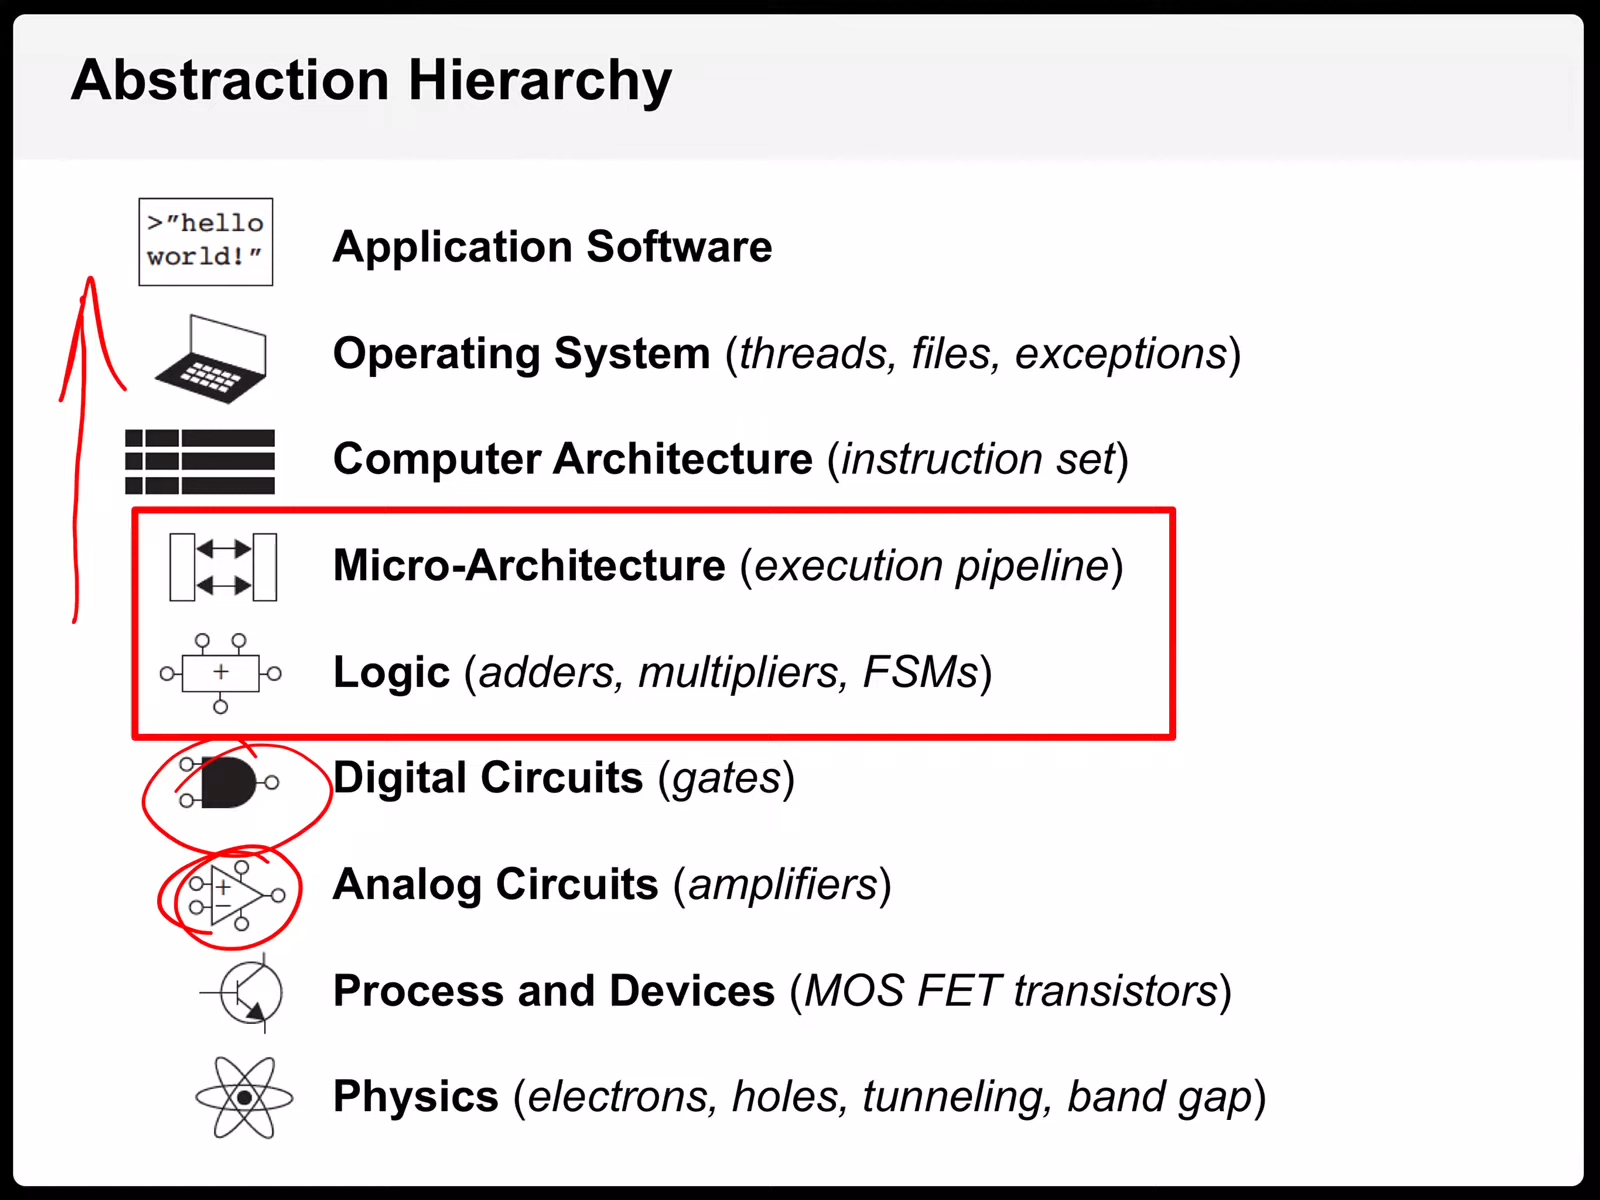 Abstraction Hierarchy
>"hello
world!"
Application Software
Operating System (threads, files, exceptions)
Computer Architecture (instruction set)
Micro-Architecture (execution pipeline)
+
Logic (adders, multipliers, FSMs)
Digital Circuits (gates)
+
−
Analog Circuits (amplifiers)
Process and Devices (MOS FET transistors)
Physics (electrons, holes, tunneling, band gap)